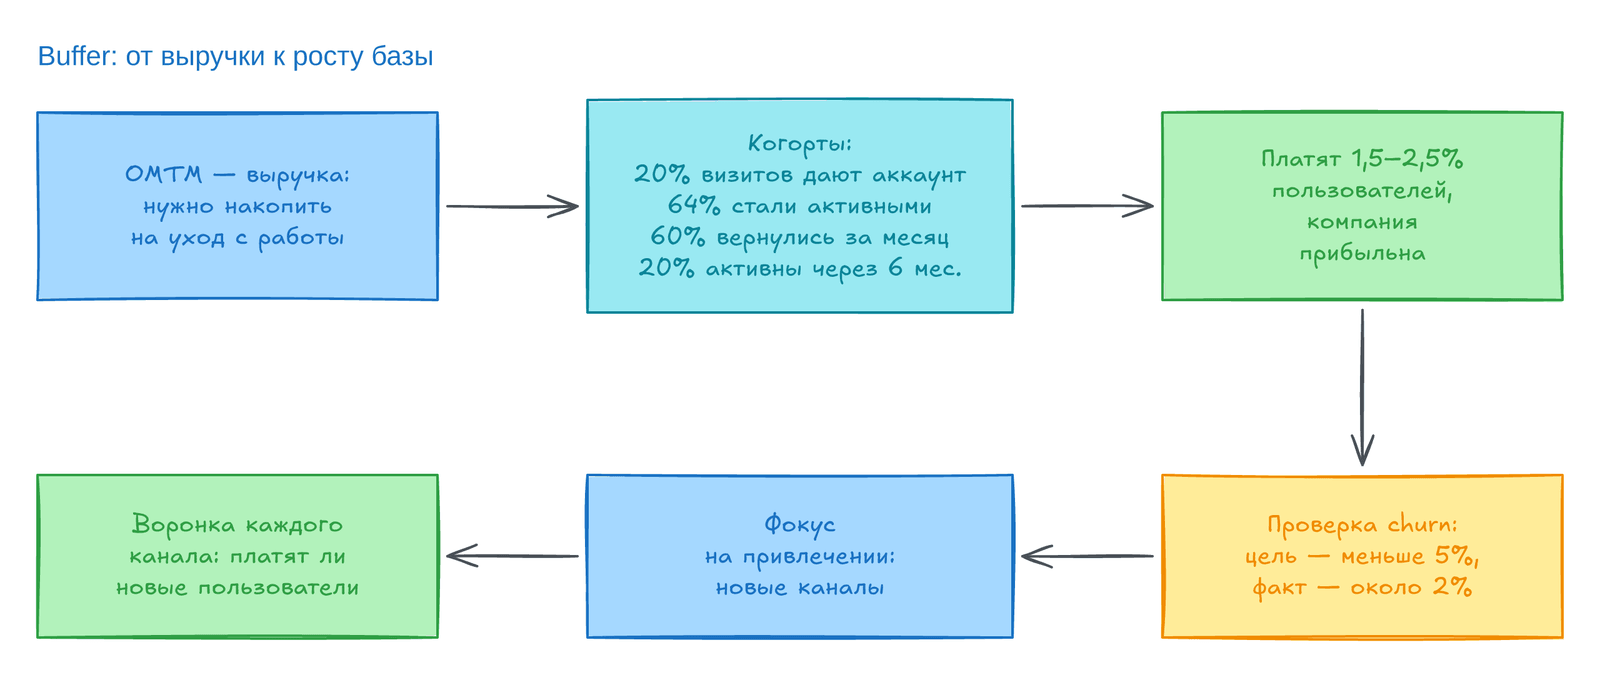 Buffer: от выручки к росту базы
ОМТМ — выручка:
нужно накопить
на уход с работы
Когорты:
20% визитов дают аккаунт
64% стали активными
60% вернулись за месяц
20% активны через 6 мес.
Платят 1,5–2,5%
пользователей,
компания
прибыльна
Проверка churn:
цель — меньше 5%,
факт — около 2%
Фокус
на привлечении:
новые каналы
Воронка каждого
канала: платят ли
новые пользователи